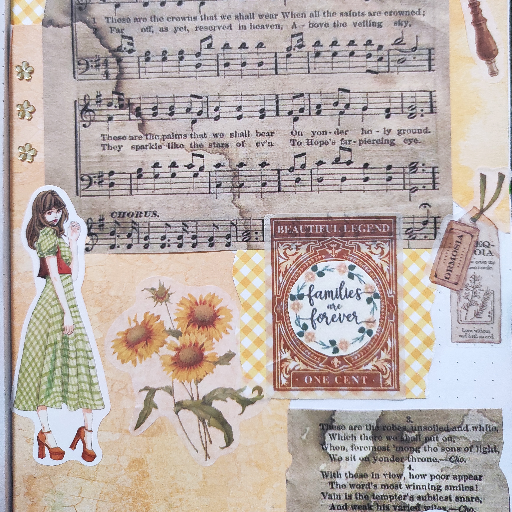 1 These are the crowns that we shall wear When all the saints are crowned;
Far off, as yet, reserved in heaven, A - bove the veiling sky,
These are the palms that we shall bear On yon - der ho - ly ground.
They sparkle like the stars of ev'n To Hope's far-piercing eye.
CHORUS.
BEAUTIFUL LEGEND
families
are
forever
ONE CENT
DEMONIA
3.
These are the robes, unsoiled and white,
Which there we shall put on,
When, foremost 'mong the sons of light,
We sit on yonder throne.—Cho.
4.
With these in view, how poor appear
The word's most winning smiles!
Vain is the tempter's subtlest snare,
And weak his varied wiles.—Cho.